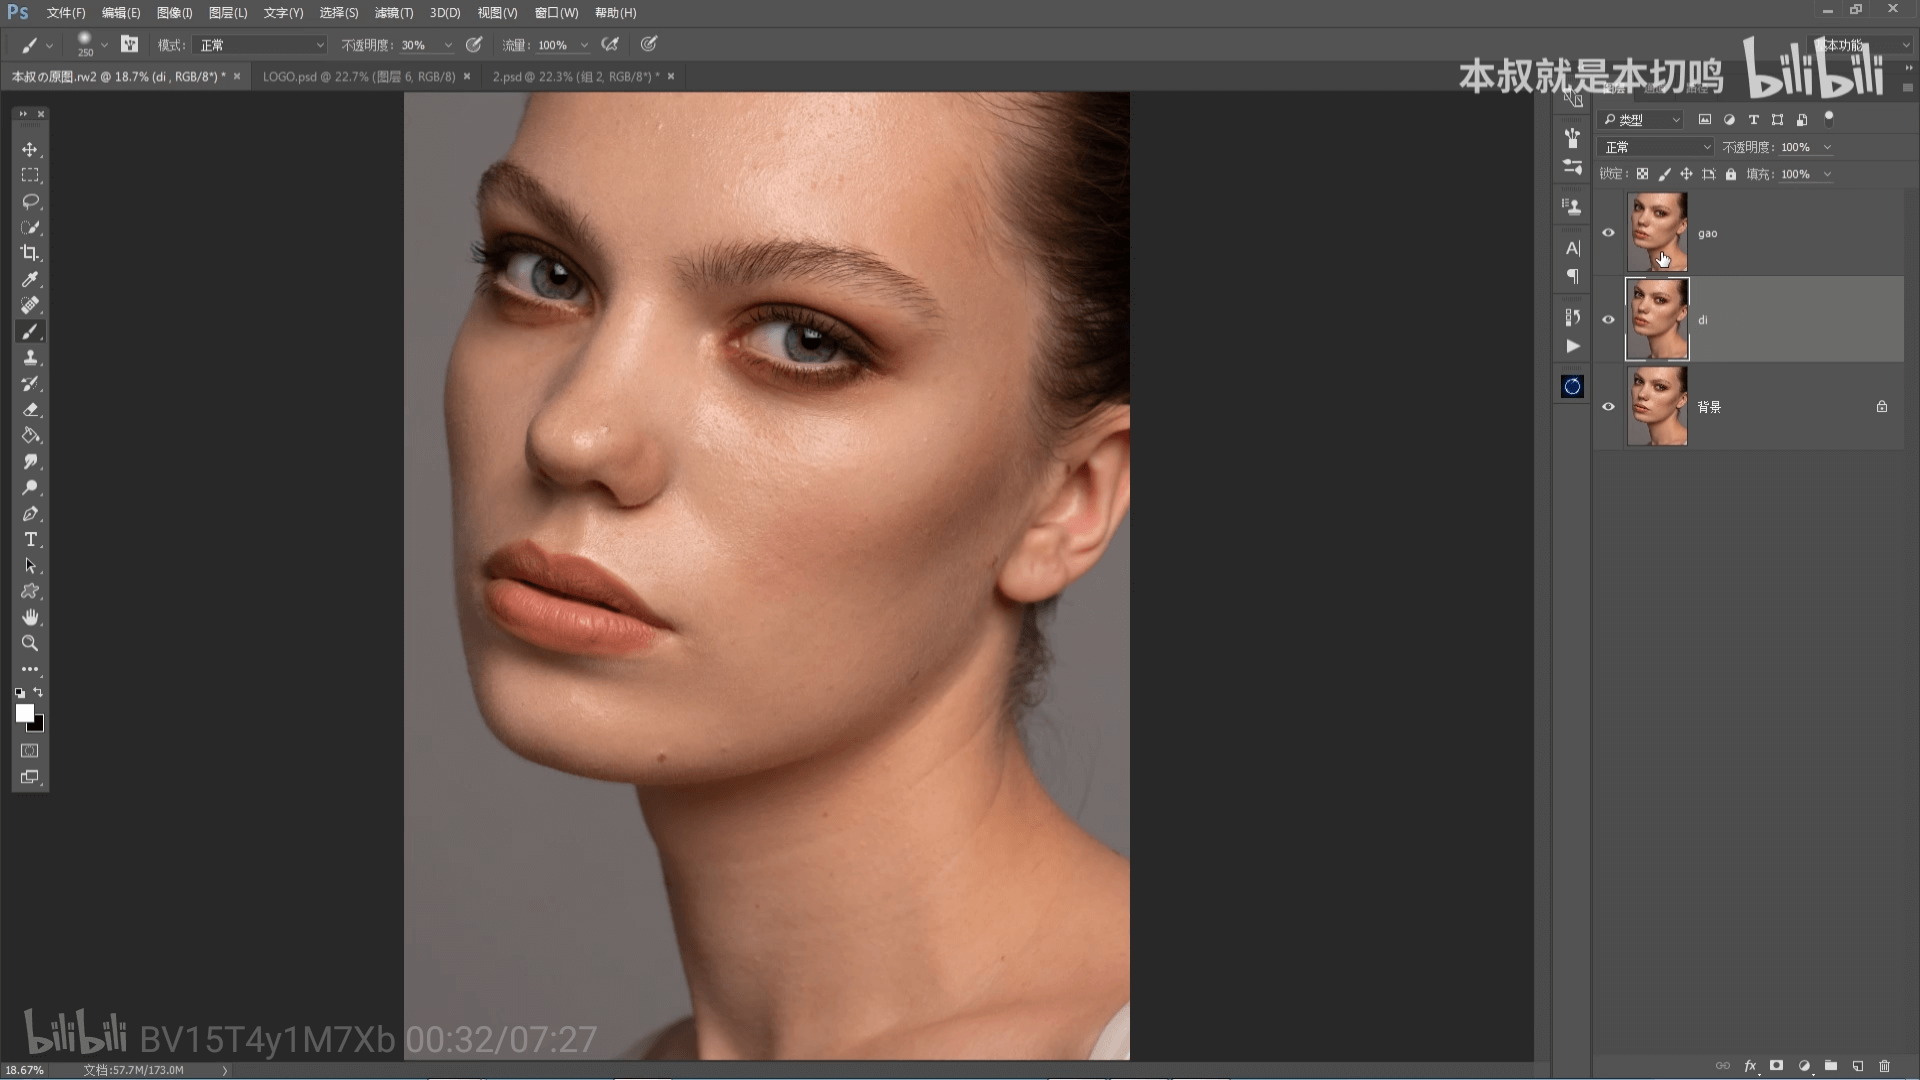 Ps 文件(F) 编辑(E) 图像(I) 图层(L) 文字(Y) 选择(S) 滤镜(T) 3D(D) 视图(V) 窗口(W) 帮助(H)
250 模式: 正常 不透明度: 30% 流量: 100% 基本功能
本叔の原图.rw2 @ 18.7% (di , RGB/8*) * LOGO.psd @ 22.7% (图层 6, RGB/8) 2.psd @ 22.3% (组 2, RGB/8*) *
本叔就是本切鸣 bilibili
类型
正常 不透明度: 100%
锁定: 填充: 100%
gao
di
背景
bilibili BV15T4y1M7Xb 00:32/07:27
18.67% 文档:57.7M/173.0M